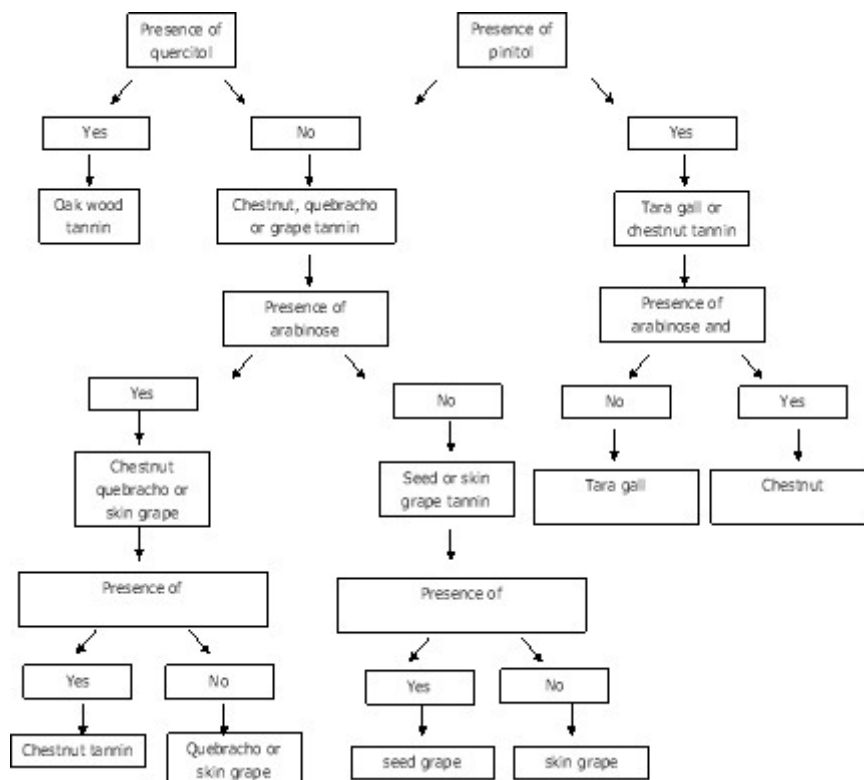 Presence of
quercitol
Presence of
pinitol
Yes
No
Yes
Oak wood
tannin
Chestnut, quebracho
or grape tannin
Tara gall or
chestnut tannin
Presence of
arabinose
Presence of
arabinose and
Yes
No
No
Yes
Chestnut
quebracho or
skin grape
Seed or skin
grape tannin
Tara gall
Chestnut
Presence of
Presence of
Yes
No
Yes
No
Chestnut tannin
Quebracho or
skin grape
seed grape
skin grape